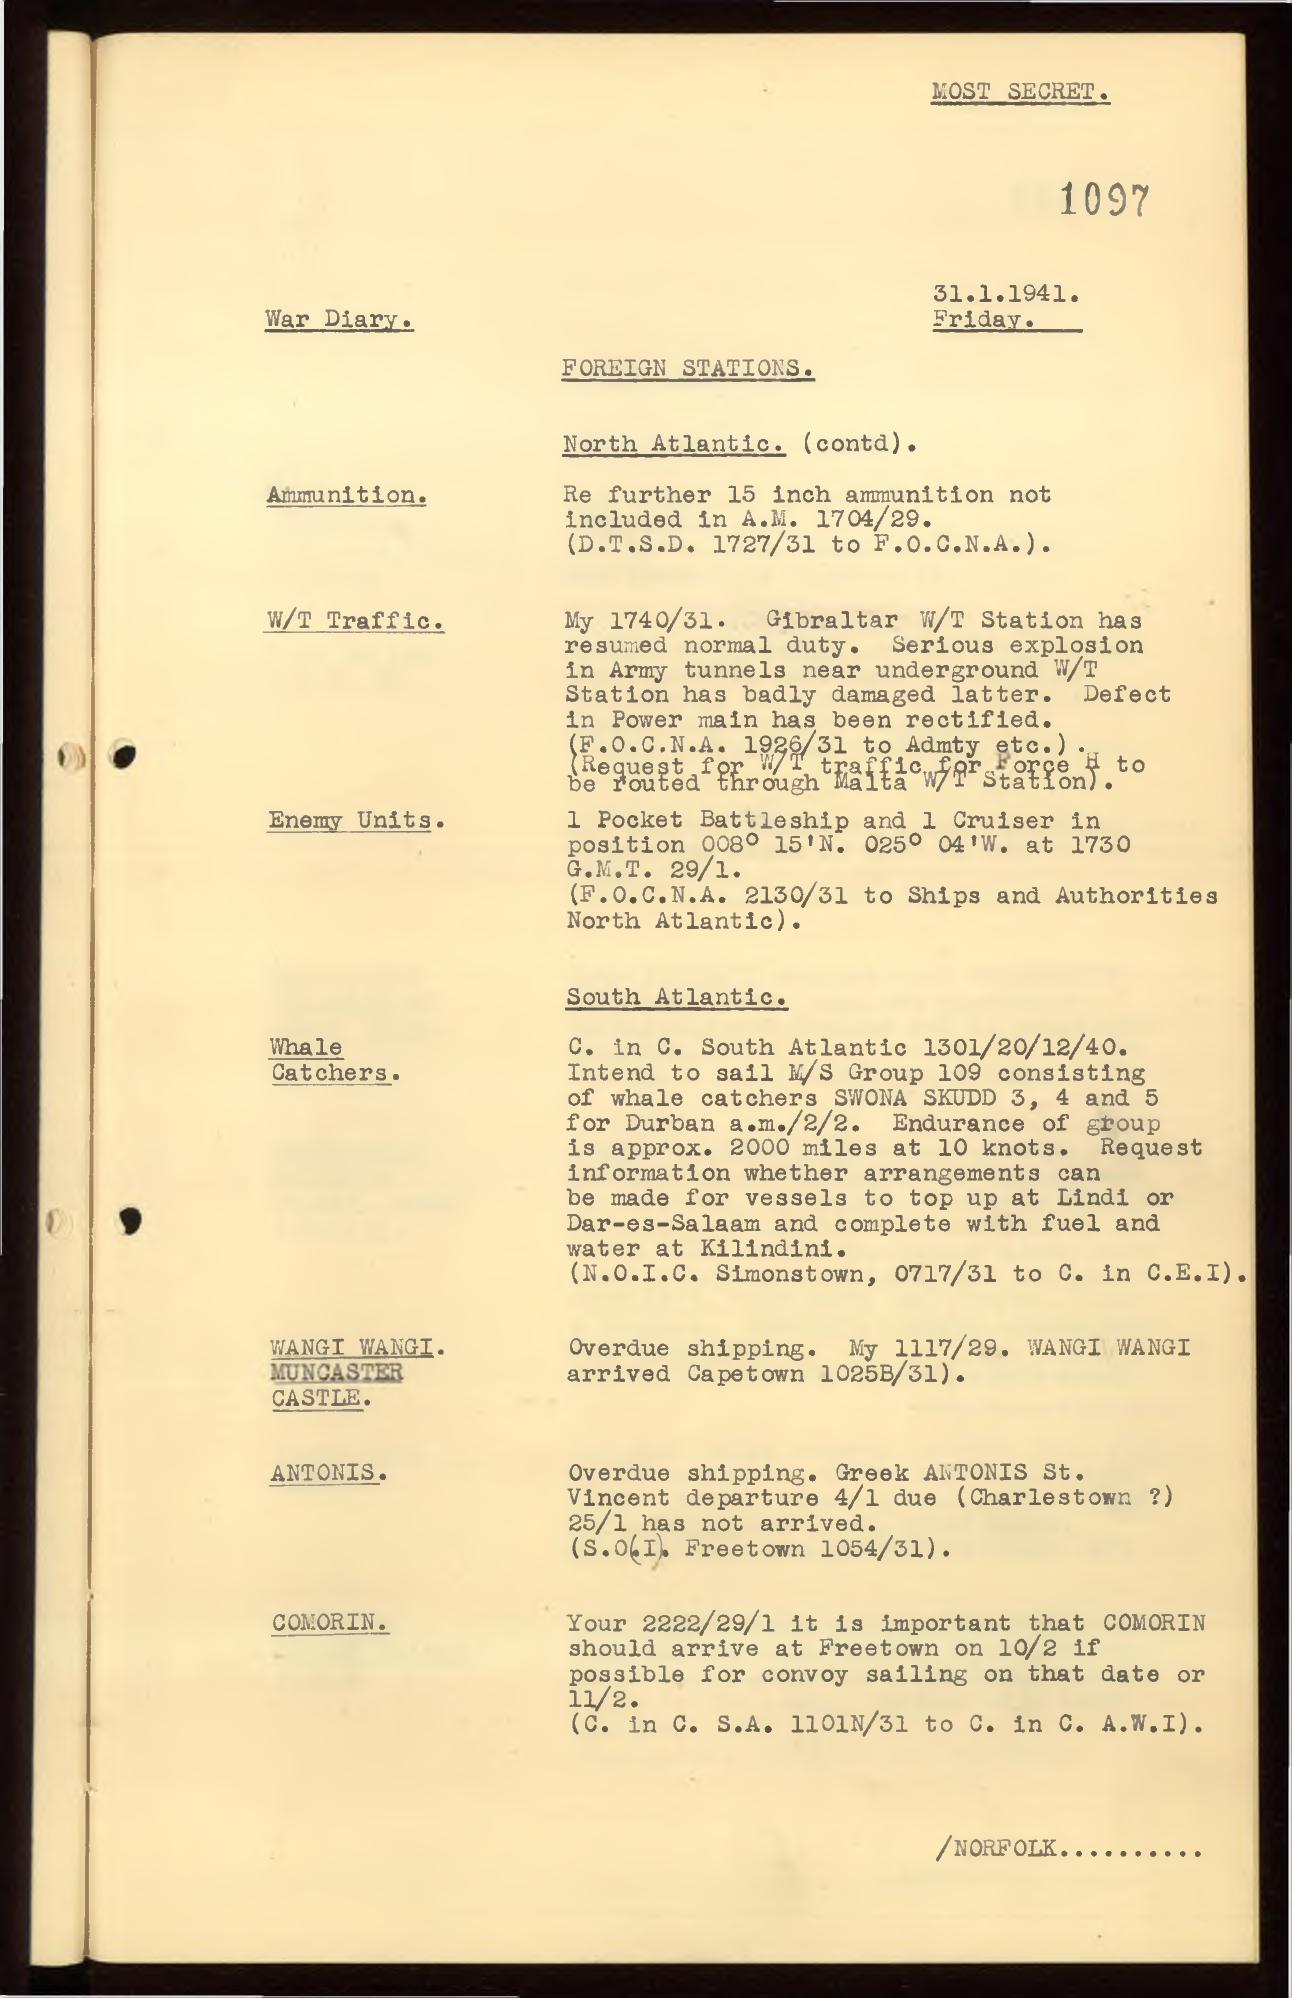 MOST SECRET.
1097
31.1.1941.
War Diary.
Friday.
FOREIGN STATIONS.
North Atlantic. (contd).
Ammunition.
Re further 15 inch ammunition not
included in A.M. 1704/29.
(D.T.S.D. 1727/31 to F.O.C.N.A.).
W/T Traffic.
My 1740/31. Gibraltar W/T Station has
resumed normal duty. Serious explosion
in Army tunnels near underground W/T
Station has badly damaged latter. Defect
in Power main has been rectified.
(F.O.C.N.A. 1926/31 to Admty etc.).
(Request for W/T traffic for Force H to
be routed through Malta W/T Station).
Enemy Units.
1 Pocket Battleship and 1 Cruiser in
position 008° 15'N. 025° 04'W. at 1730
G.M.T. 29/1.
(F.O.C.N.A. 2130/31 to Ships and Authorities
North Atlantic).
South Atlantic.
Whale
Catchers.
C. in C. South Atlantic 1301/20/12/40.
Intend to sail M/S Group 109 consisting
of whale catchers SWONA SKUDD 3, 4 and 5
for Durban a.m./2/2. Endurance of group
is approx. 2000 miles at 10 knots. Request
information whether arrangements can
be made for vessels to top up at Lindi or
Dar-es-Salaam and complete with fuel and
water at Kilindini.
(N.O.I.C. Simonstown, 0717/31 to C. in C.E.I).
WANGI WANGI.
MUNCASTER
CASTLE.
Overdue shipping. My 1117/29. WANGI WANGI
arrived Capetown 1025B/31).
ANTONIS.
Overdue shipping. Greek ANTONIS St.
Vincent departure 4/1 due (Charlestown ?)
25/1 has not arrived.
(S.O.(I). Freetown 1054/31).
COMORIN.
Your 2222/29/1 it is important that COMORIN
should arrive at Freetown on 10/2 if
possible for convoy sailing on that date or
11/2.
(C. in C. S.A. 1101N/31 to C. in C. A.W.I).
/NORFOLK..........